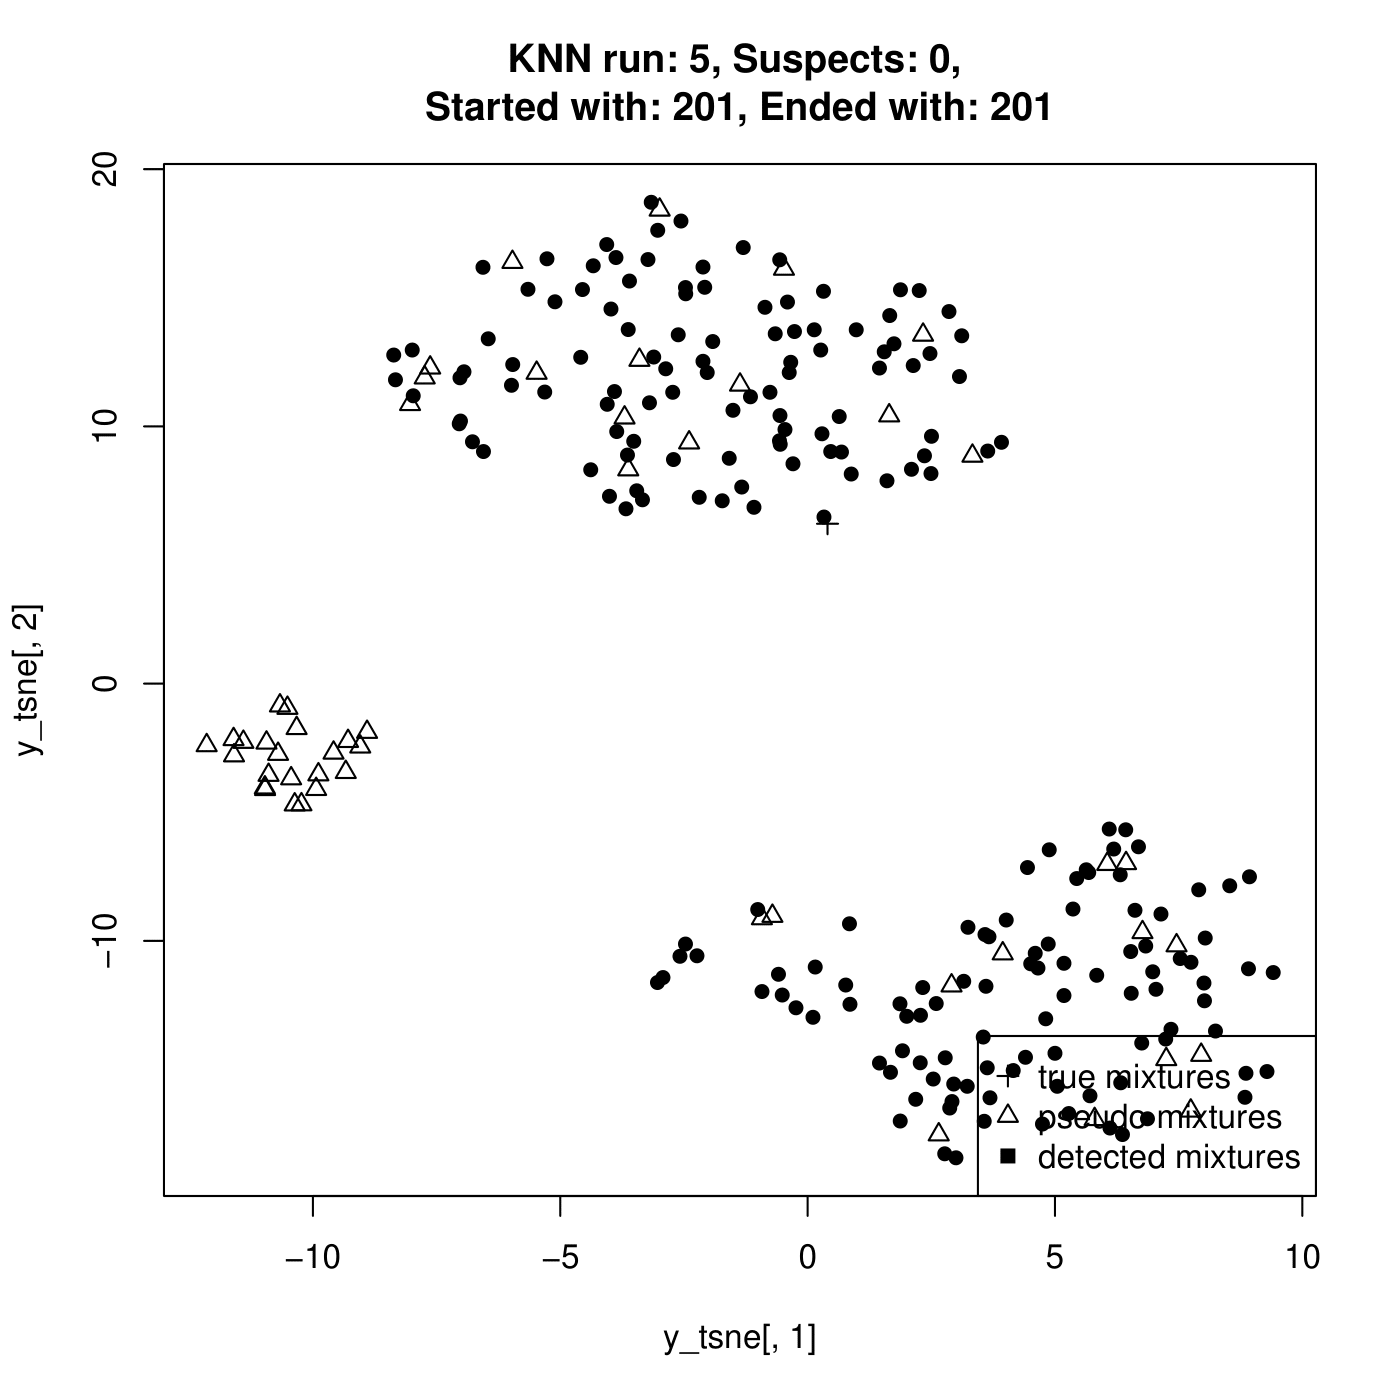 KNN run: 5, Suspects: 0,
Started with: 201, Ended with: 201
20
10
0
−10
y_tsne[, 2]
true mixtures
pseudo mixtures
detected mixtures
−10
−5
0
5
10
y_tsne[, 1]